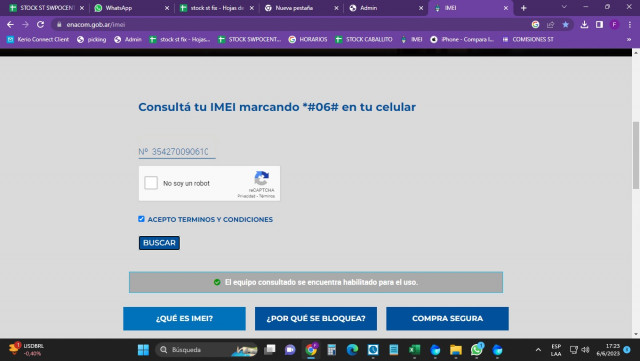 STOCK ST SWPOCENT
WhatsApp
stock st fis - Hojas de
Nueva pestaña
Admin
IMEI
enacom.gob.ar/imei
Kerio Connect Client
picking
Admin
stock st fis - Hojas...
STOCK SWPOCENT...
HORARIOS
STOCK CABALLITO
IMEI
iPhone - Compara l...
COMISIONES ST
Consultá tu IMEI marcando *#06# en tu celular
Nº 35427009061
No soy un robot
reCAPTCHA
Privacidad - Términos
ACEPTO TERMINOS Y CONDICIONES
BUSCAR
El equipo consultado se encuentra habilitado para el uso.
¿QUÉ ES IMEI?
¿POR QUÉ SE BLOQUEA?
COMPRA SEGURA
USDBRL
-0,40%
Búsqueda
ESP
LAA
17:23
6/6/2023